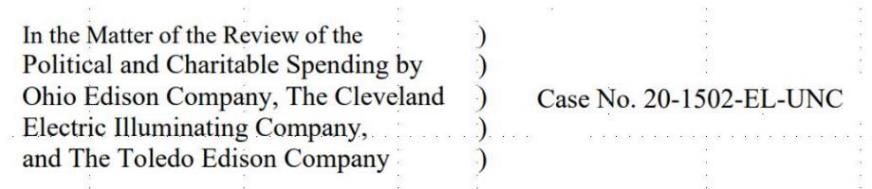 In the Matter of the Review of the )
Political and Charitable Spending by )
Ohio Edison Company, The Cleveland ) Case No. 20-1502-EL-UNC
Electric Illuminating Company, )
and The Toledo Edison Company )